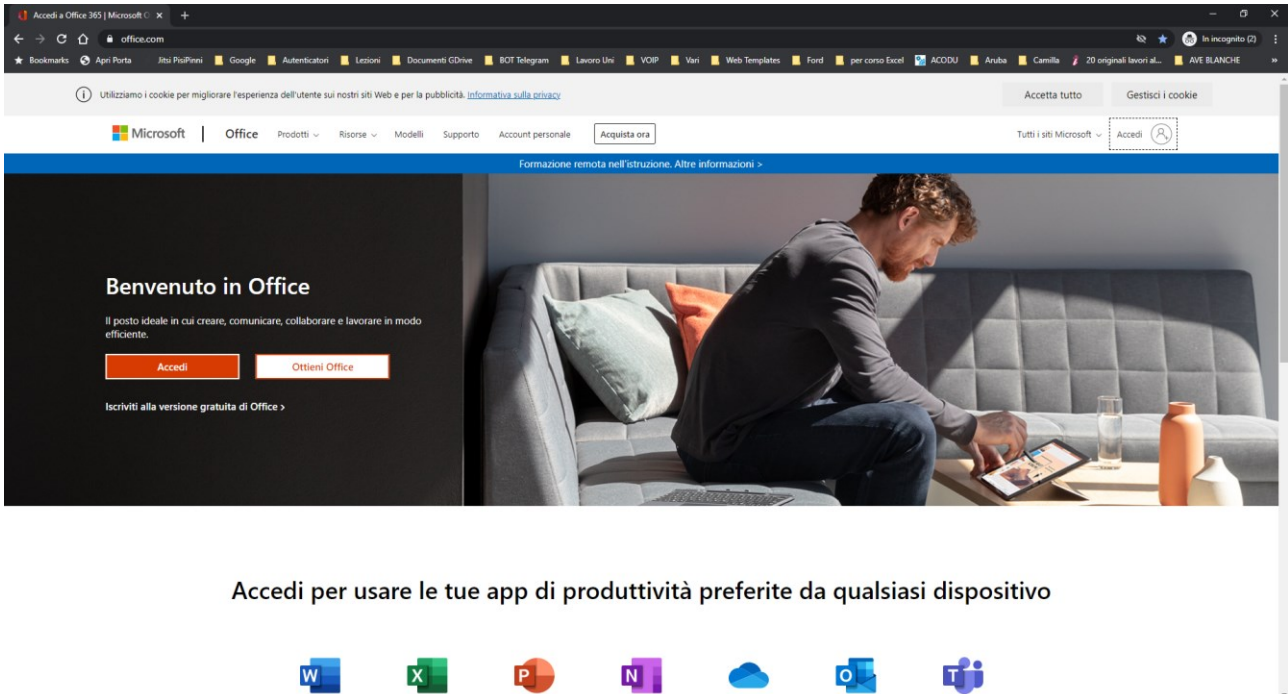 Accedi a Office 365 | Microsoft O
office.com
In incognito (2)
Bookmarks Apri Porta Jitsi PisiPinni Google Autenticatori Lezioni Documenti GDrive BOT Telegram Lavoro Uni VOIP Vari Web Templates Ford per corso Excel ACODU Aruba Camilla 20 originali lavori al... AVE BLANCHE »
Utilizziamo i cookie per migliorare l'esperienza dell'utente sui nostri siti Web e per la pubblicità. Informativa sulla privacy Accetta tutto Gestisci i cookie
Microsoft | Office Prodotti Risorse Modelli Supporto Account personale Acquista ora Tutti i siti Microsoft Accedi
Formazione remota nell'istruzione. Altre informazioni >
Benvenuto in Office
Il posto ideale in cui creare, comunicare, collaborare e lavorare in modo
efficiente.
Accedi Ottieni Office
Iscriviti alla versione gratuita di Office >
Accedi per usare le tue app di produttività preferite da qualsiasi dispositivo
W X P N O T